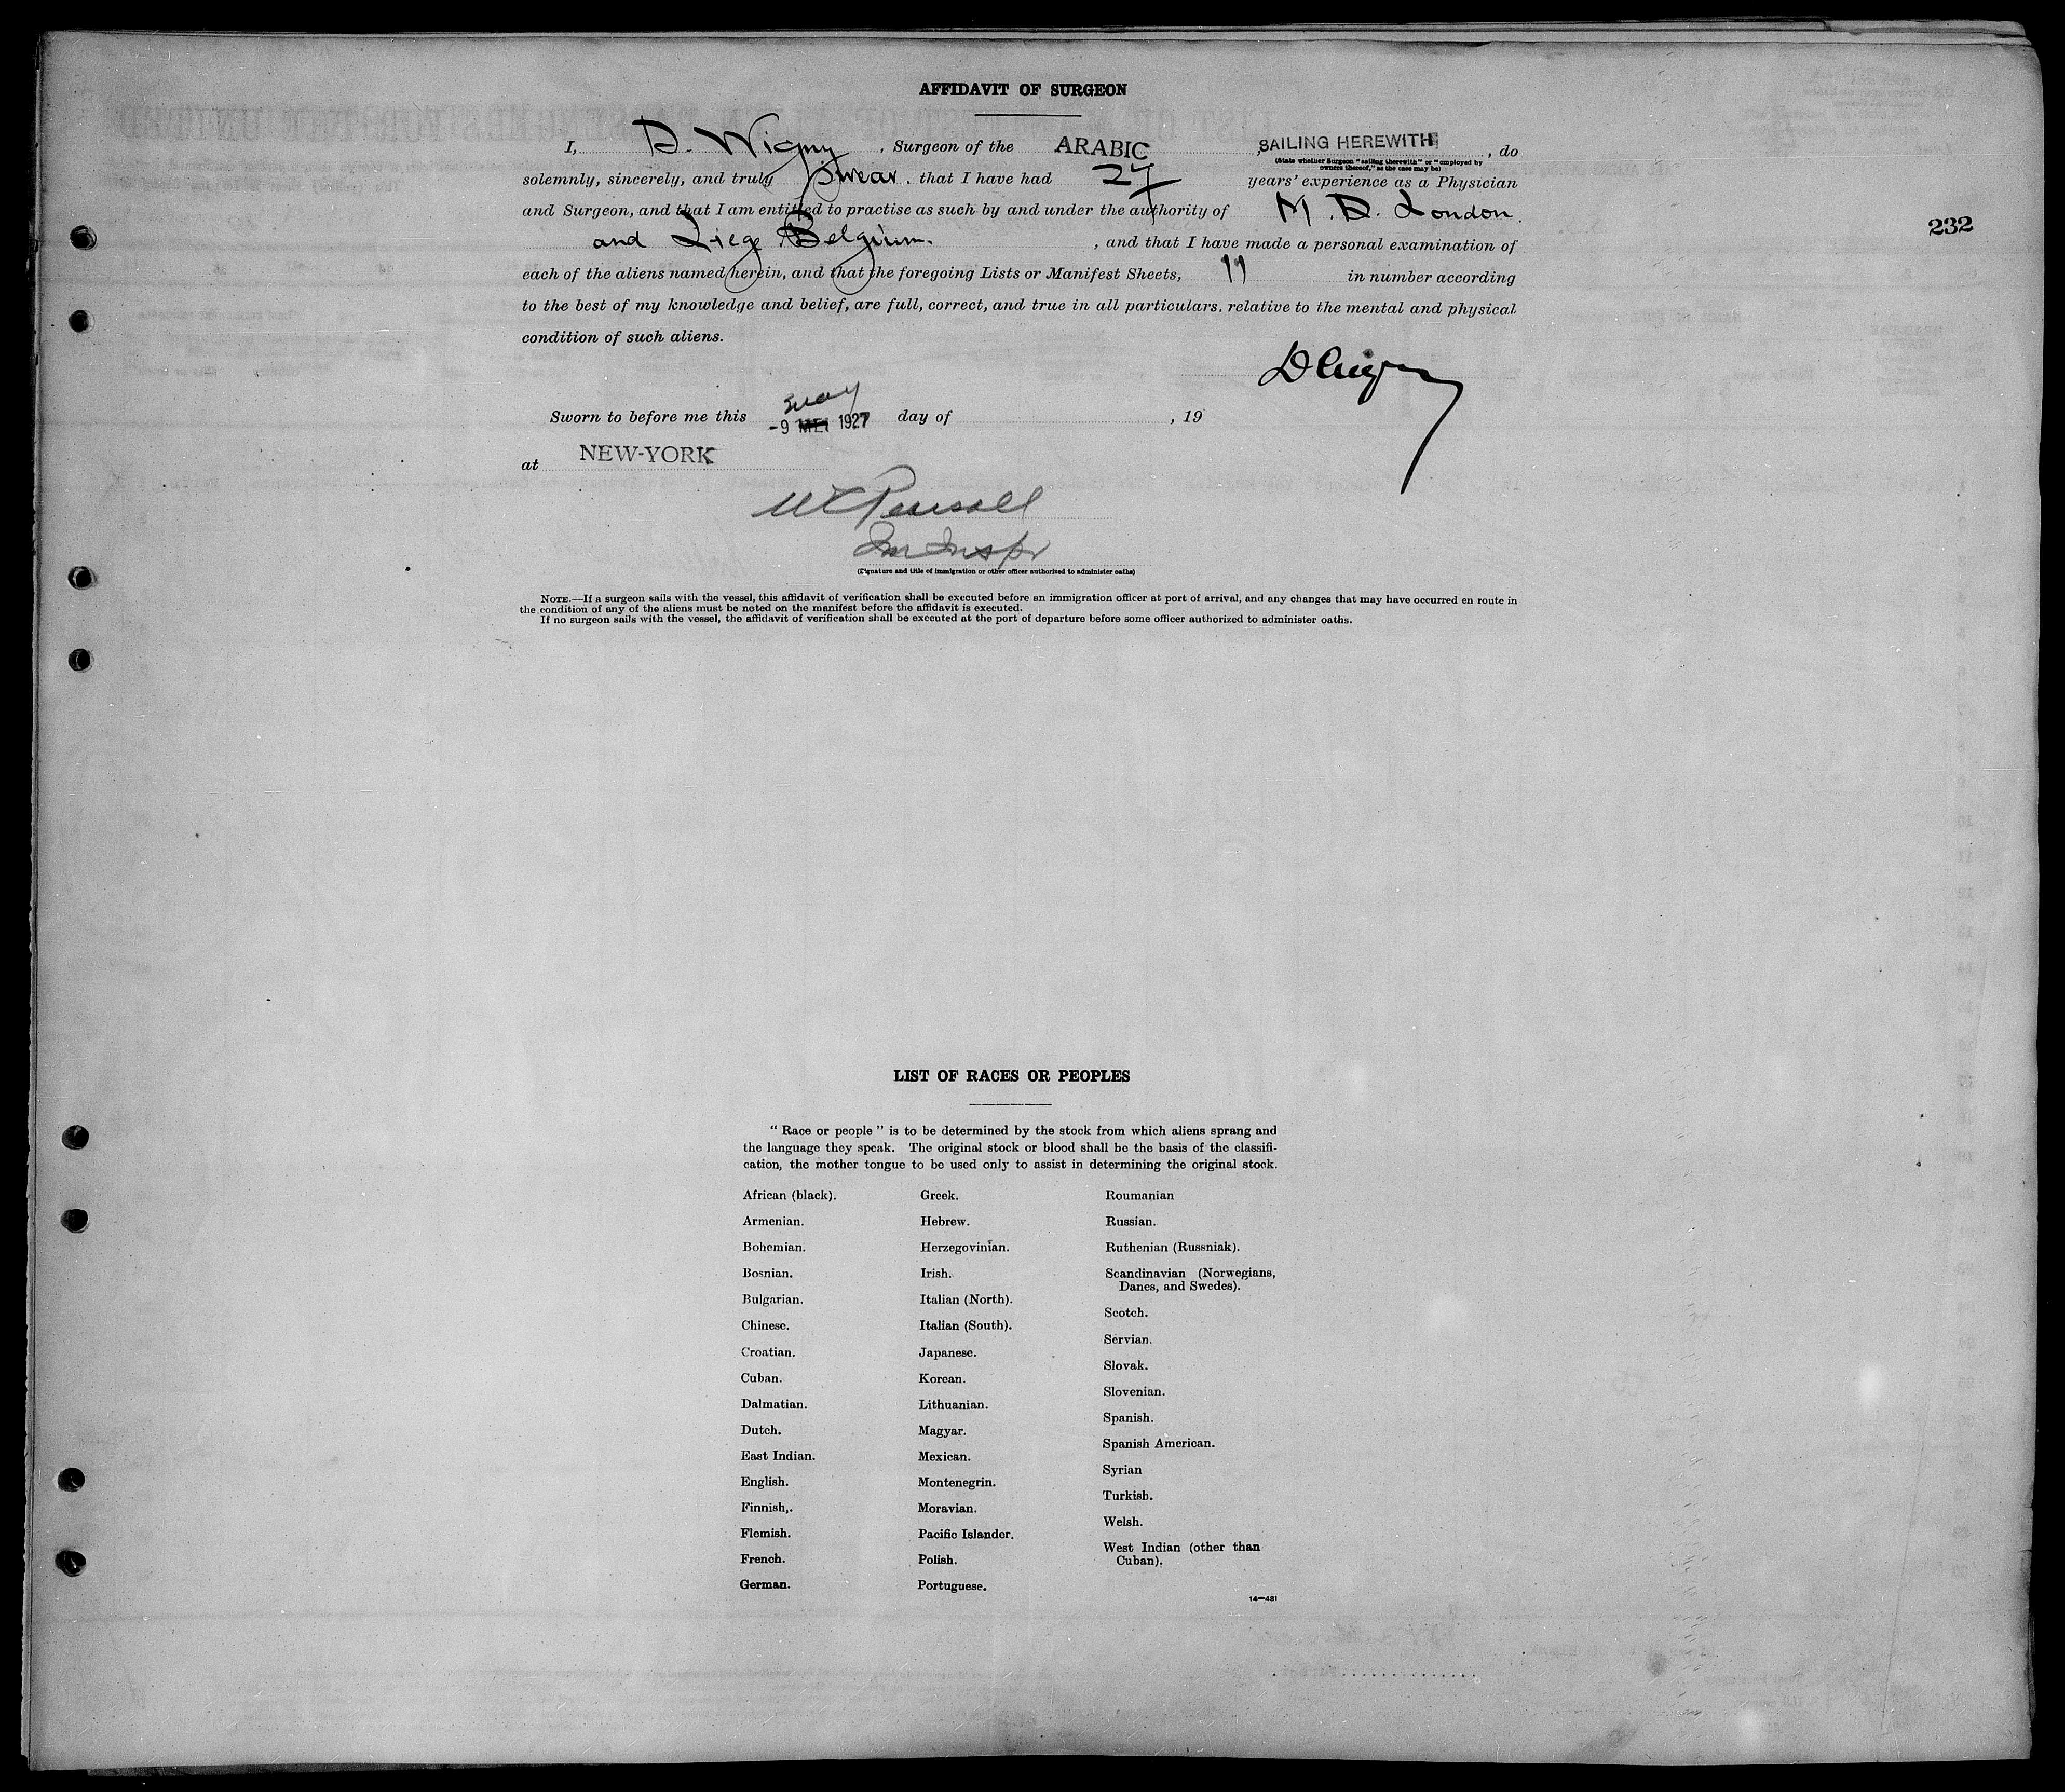 AFFIDAVIT OF SURGEON
I, D. Wigny, Surgeon of the ARABIC, SAILING HEREWITH, do
(State whether Surgeon "sailing therewith" or "employed by
owners thereof," as the case may be)
solemnly, sincerely, and truly swear. that I have had 27 years' experience as a Physician
and Surgeon, and that I am entitled to practise as such by and under the authority of M. D. London.
and Liege Belgium. , and that I have made a personal examination of
each of the aliens named herein, and that the foregoing Lists or Manifest Sheets, 11 in number according
to the best of my knowledge and belief, are full, correct, and true in all particulars. relative to the mental and physical
condition of such aliens.
232
DWigny
may
Sworn to before me this -9 MEI 1927 day of , 19
at NEW-YORK
Im Inspr
(Signature and title of immigration or other officer authorised to administer oaths)
NOTE.—If a surgeon sails with the vessel, this affidavit of verification shall be executed before an immigration officer at port of arrival, and any changes that may have occurred en route in
the condition of any of the aliens must be noted on the manifest before the affidavit is executed.
If no surgeon sails with the vessel, the affidavit of verification shall be executed at the port of departure before some officer authorized to administer oaths.
LIST OF RACES OR PEOPLES
" Race or people " is to be determined by the stock from which aliens sprang and
the language they speak. The original stock or blood shall be the basis of the classifi-
cation, the mother tongue to be used only to assist in determining the original stock.
African (black).
Armenian.
Bohemian.
Bosnian.
Bulgarian.
Chinese.
Croatian.
Cuban.
Dalmatian.
Dutch.
East Indian.
English.
Finnish,.
Flemish.
French.
German.
Greek.
Hebrew.
Herzegovinian.
Irish.
Italian (North).
Italian (South).
Japanese.
Korean.
Lithuanian.
Magyar.
Mexican.
Montenegrin.
Moravian.
Pacific Islander.
Polish.
Portuguese.
Roumanian
Russian.
Ruthenian (Russniak).
Scandinavian (Norwegians,
Danes, and Swedes).
Scotch.
Servian.
Slovak.
Slovenian.
Spanish.
Spanish American.
Syrian
Turkish.
Welsh.
West Indian (other than
Cuban).
14—431